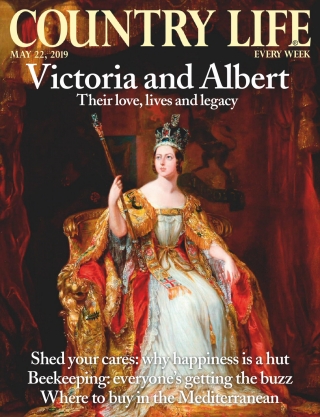 COUNTRY LIFE
MAY 22, 2019
EVERY WEEK
Victoria and Albert
Their love, lives and legacy
Shed your cares: why happiness is a hut
Beekeeping: everyone's getting the buzz
Where to buy in the Mediterranean